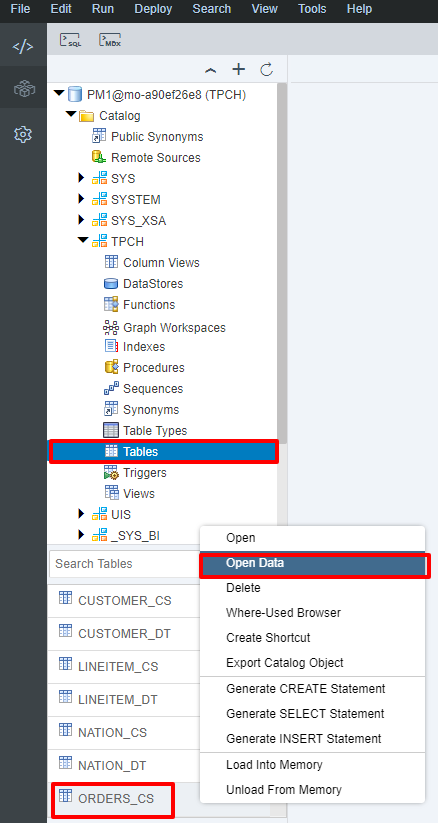 File Edit Run Deploy Search View Tools Help
SQL MDX
PM1@mo-a90ef26e8 (TPCH)
Catalog
Public Synonyms
Remote Sources
SYS
SYSTEM
SYS_XSA
TPCH
Column Views
DataStores
Functions
Graph Workspaces
Indexes
Procedures
Sequences
Synonyms
Table Types
Tables
Triggers
Views
UIS
_SYS_BI
Search Tables
CUSTOMER_CS
CUSTOMER_DT
LINEITEM_CS
LINEITEM_DT
NATION_CS
NATION_DT
ORDERS_CS
Open
Open Data
Delete
Where-Used Browser
Create Shortcut
Export Catalog Object
Generate CREATE Statement
Generate SELECT Statement
Generate INSERT Statement
Load Into Memory
Unload From Memory